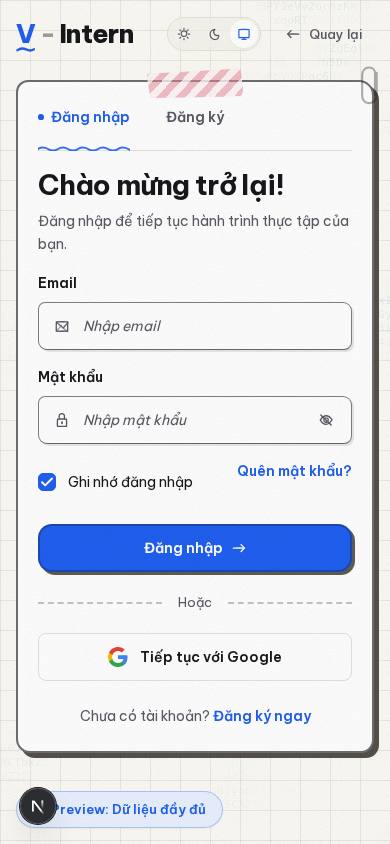 V - Intern
Quay lại
Đăng nhập
Đăng ký
Chào mừng trở lại!
Đăng nhập để tiếp tục hành trình thực tập của
bạn.
Email
Nhập email
Mật khẩu
Nhập mật khẩu
Ghi nhớ đăng nhập
Quên mật khẩu?
Đăng nhập
Hoặc
Tiếp tục với Google
Chưa có tài khoản? Đăng ký ngay
N
Preview: Dữ liệu đầy đủ